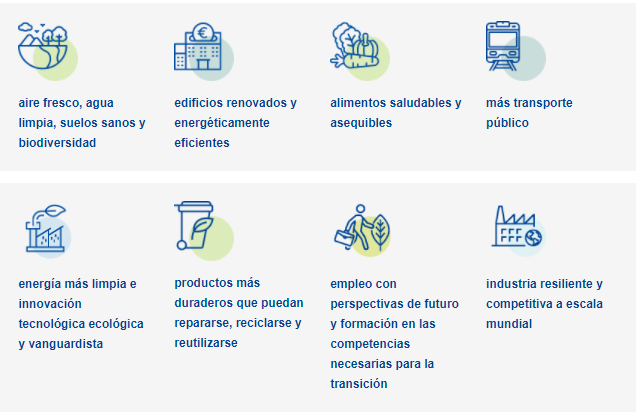 aire fresco, agua
limpia, suelos sanos y
biodiversidad
edificios renovados y
energéticamente
eficientes
alimentos saludables y
asequibles
más transporte
público
energía más limpia e
innovación
tecnológica ecológica
y vanguardista
productos más
duraderos que puedan
repararse, reciclarse y
reutilizarse
empleo con
perspectivas de futuro
y formación en las
competencias
necesarias para la
transición
industria resiliente y
competitiva a escala
mundial